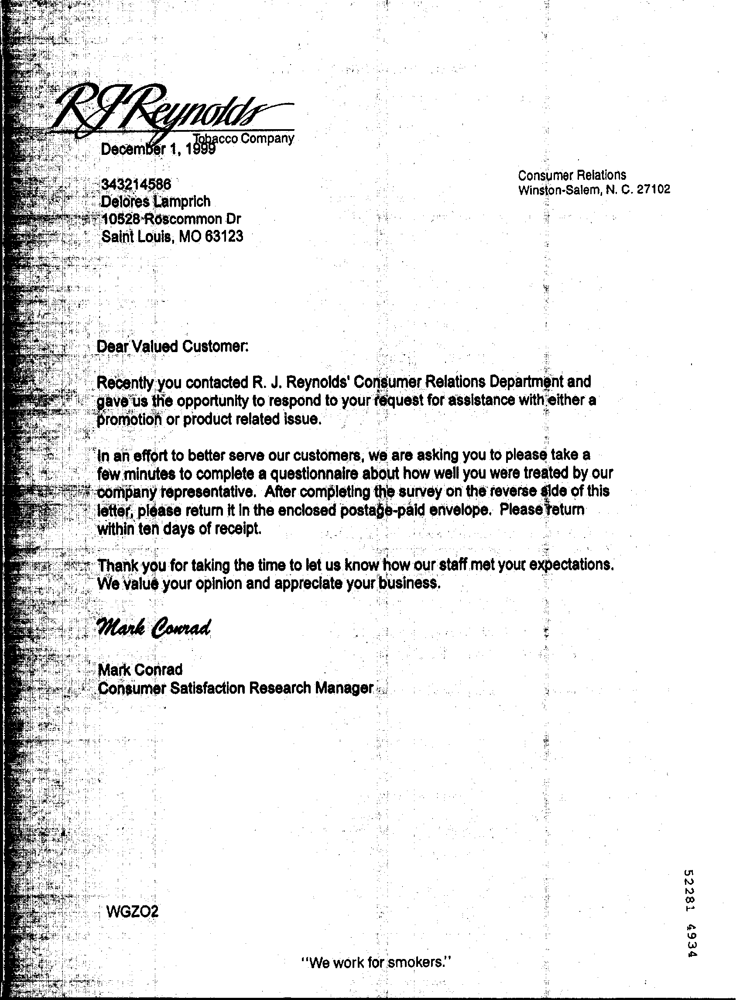 RJReynolds
Tobacco Company
December 1, 1999
Consumer Relations
Winston-Salem, N. C. 27102
343214586
Delores Lamprich
10528 Roscommon Dr
Saint Louis, MO 63123
Dear Valued Customer:
Recently you contacted R. J. Reynolds' Consumer Relations Department and
gave us the opportunity to respond to your request for assistance with either a
promotion or product related issue.
In an effort to better serve our customers, we are asking you to please take a
few minutes to complete a questionnaire about how well you were treated by our
company representative. After completing the survey on the reverse side of this
letter, please return it in the enclosed postage-paid envelope. Please return
within ten days of receipt.
Thank you for taking the time to let us know how our staff met your expectations.
We value your opinion and appreciate your business.
Mark Conrad
Mark Conrad
Consumer Satisfaction Research Manager
WGZO2
52281 4934
"We work for smokers."